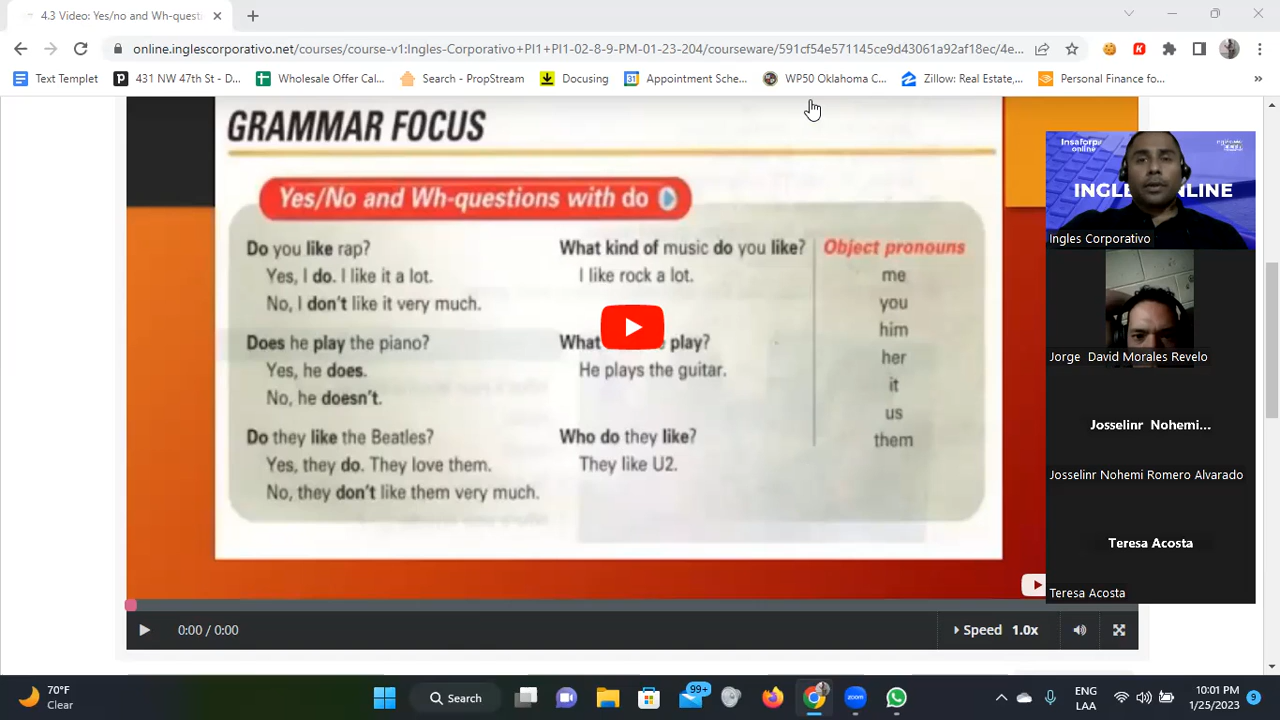 4.3 Video: Yes/no and Wh-quest
online.inglescorporativo.net/courses/course-v1:Ingles-Corporativo+PI1+PI1-02-8-9-PM-01-23-204/courseware/591cf54e571145ce9d43061a92af18ec/4e...
Text Templet
431 NW 47th St - D...
Wholesale Offer Cal...
Search - PropStream
Docusing
Appointment Sche...
WP50 Oklahoma C...
Zillow: Real Estate,...
Personal Finance fo...
GRAMMAR FOCUS
Yes/No and Wh-questions with do
Do you like rap?
Yes, I do. I like it a lot.
No, I don't like it very much.
Does he play the piano?
Yes, he does.
No, he doesn't.
Do they like the Beatles?
Yes, they do. They love them.
No, they don't like them very much.
What kind of music do you like?
I like rock a lot.
What play?
He plays the guitar.
Who do they like?
They like U2.
Object pronouns
me
you
him
her
it
us
them
0:00 / 0:00
Speed 1.0x
online
INGLE NLINE
Ingles Corporativo
Jorge David Morales Revelo
Josselinr Nohemi...
Josselinr Nohemi Romero Alvarado
Teresa Acosta
Teresa Acosta
70°F
Clear
Search
99+
ENG
LAA
10:01 PM
1/25/2023
9